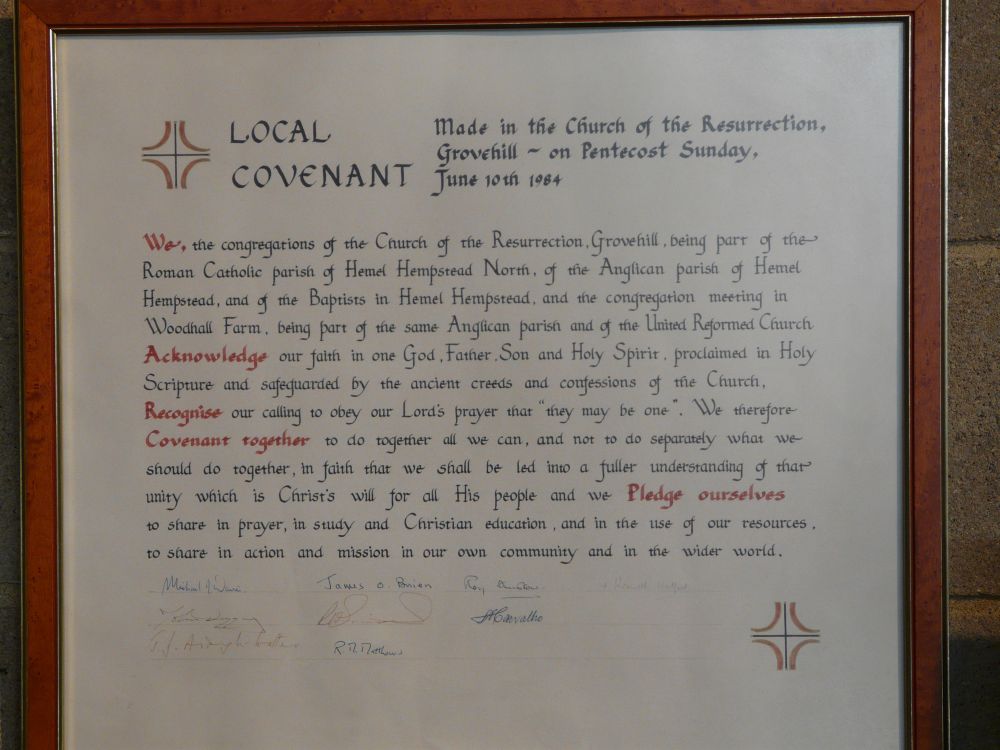 LOCAL
COVENANT
Made in the Church of the Resurrection,
Grovehill ~ on Pentecost Sunday,
June 10th 1984
We, the congregations of the Church of the Resurrection, Grovehill, being part of the
Roman Catholic parish of Hemel Hempstead North, of the Anglican parish of Hemel
Hempstead, and of the Baptists in Hemel Hempstead, and the congregation meeting in
Woodhall Farm, being part of the same Anglican parish and of the United Reformed Church
Acknowledge our faith in one God, Father, Son and Holy Spirit, proclaimed in Holy
Scripture and safeguarded by the ancient creeds and confessions of the Church,
Recognise our calling to obey our Lord's prayer that "they may be one". We therefore
Covenant together to do together all we can, and not to do separately what we
should do together, in faith that we shall be led into a fuller understanding of that
unity which is Christ's will for all His people and we Pledge ourselves
to share in prayer, in study and Christian education, and in the use of our resources,
to share in action and mission in our own community and in the wider world.
James O. Brien Roy
Carvalho
R Matthews